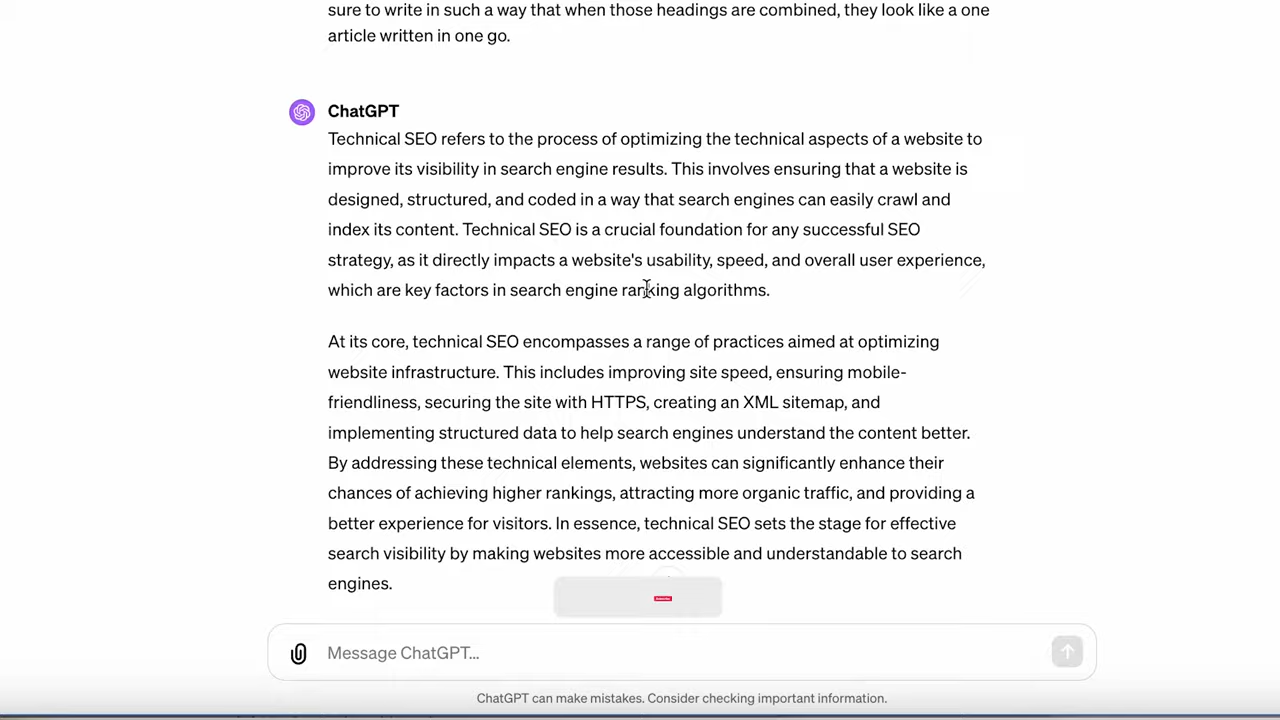 sure to write in such a way that when those headings are combined, they look like a one
article written in one go.
ChatGPT
Technical SEO refers to the process of optimizing the technical aspects of a website to
improve its visibility in search engine results. This involves ensuring that a website is
designed, structured, and coded in a way that search engines can easily crawl and
index its content. Technical SEO is a crucial foundation for any successful SEO
strategy, as it directly impacts a website's usability, speed, and overall user experience,
which are key factors in search engine ranking algorithms.
At its core, technical SEO encompasses a range of practices aimed at optimizing
website infrastructure. This includes improving site speed, ensuring mobile-
friendliness, securing the site with HTTPS, creating an XML sitemap, and
implementing structured data to help search engines understand the content better.
By addressing these technical elements, websites can significantly enhance their
chances of achieving higher rankings, attracting more organic traffic, and providing a
better experience for visitors. In essence, technical SEO sets the stage for effective
search visibility by making websites more accessible and understandable to search
engines.
Message ChatGPT...
ChatGPT can make mistakes. Consider checking important information.